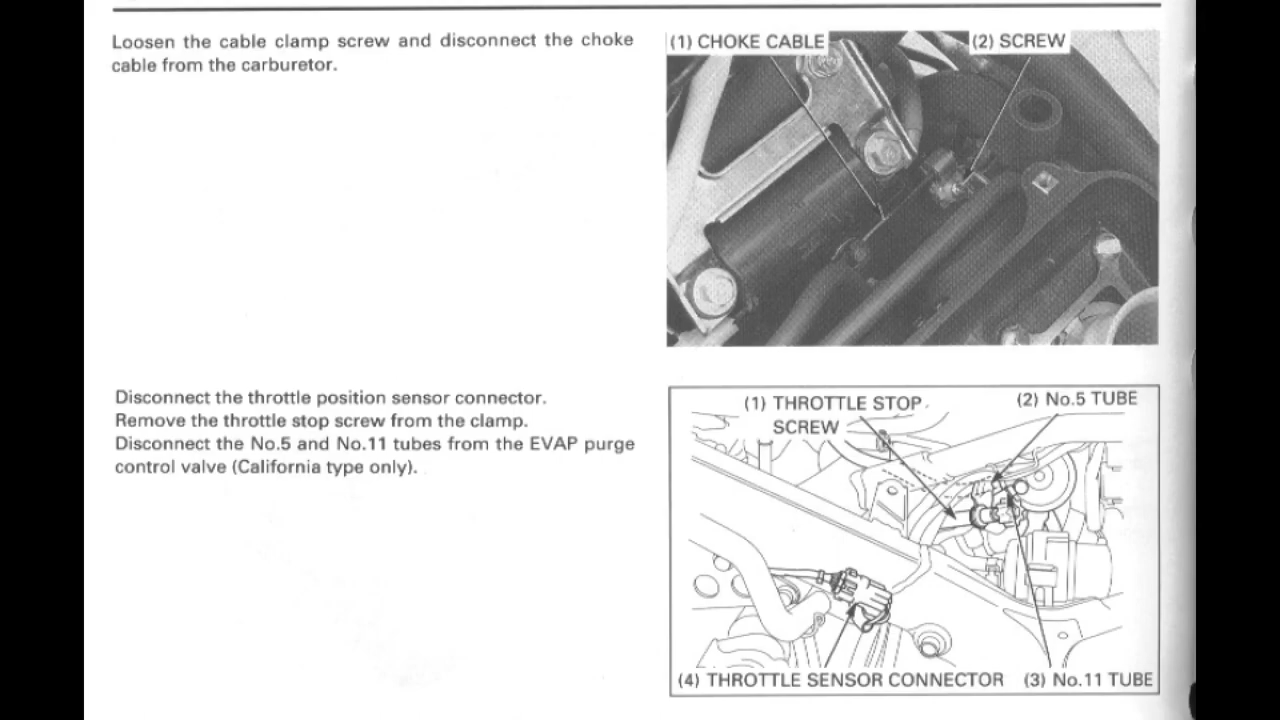 Loosen the cable clamp screw and disconnect the choke
cable from the carburetor.
(1) CHOKE CABLE
(2) SCREW
Disconnect the throttle position sensor connector.
Remove the throttle stop screw from the clamp.
Disconnect the No.5 and No.11 tubes from the EVAP purge
control valve (California type only).
(1) THROTTLE STOP
SCREW
(2) No.5 TUBE
(4) THROTTLE SENSOR CONNECTOR
(3) No.11 TUBE